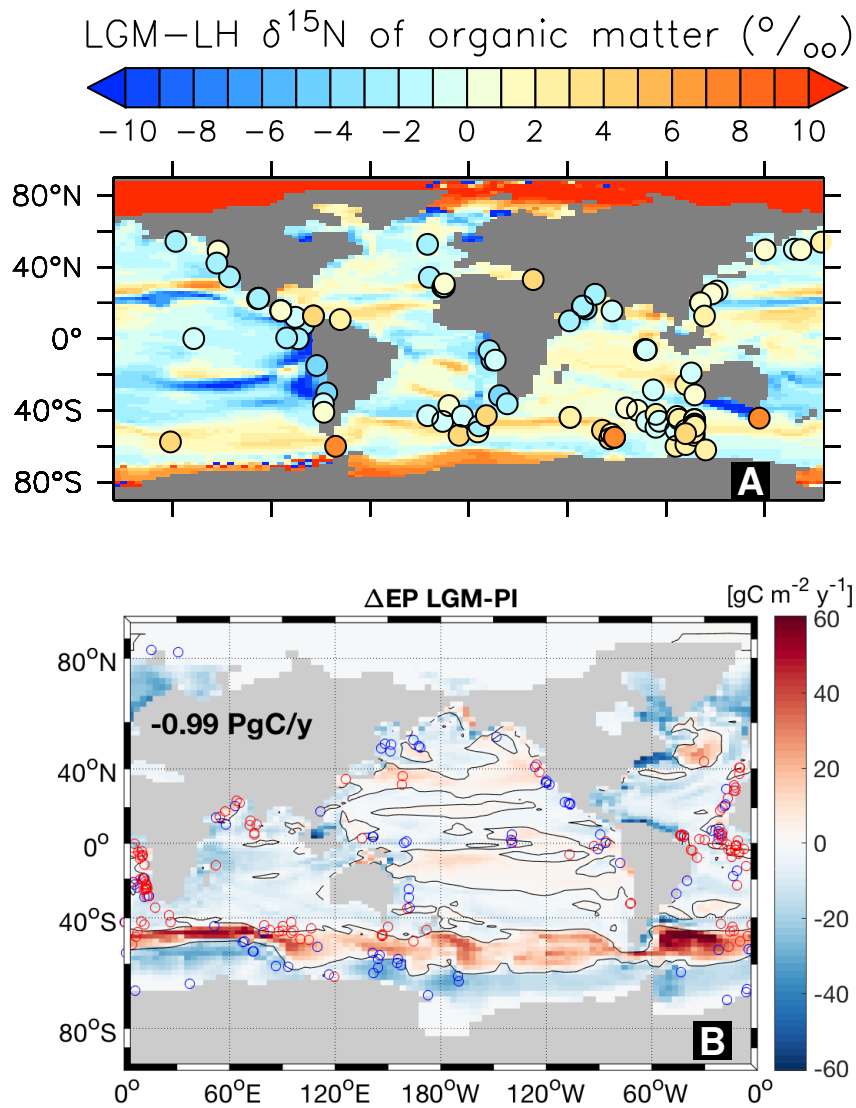 LGM-LH δ¹⁵N of organic matter (°/₀₀)
-10 -8 -6 -4 -2 0 2 4 6 8 10
80°N
40°N
0°
40°S
80°S
A
ΔEP LGM-PI
[gC m⁻² y⁻¹]
60
80°N
-0.99 PgC/y
40
40°N
20
0°
0
40°S
-20
-40
80°S
B
-60
0° 60°E 120°E 180°W 120°W 60°W 0°